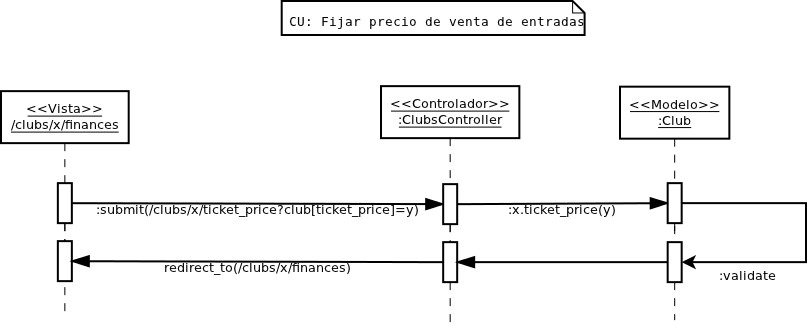 CU: Fijar precio de venta de entradas
<<Vista>>
/clubs/x/finances
<<Controlador>>
:ClubsController
<<Modelo>>
:Club
:submit(/clubs/x/ticket_price?club[ticket_price]=y)
:x.ticket_price(y)
redirect_to(/clubs/x/finances)
:validate